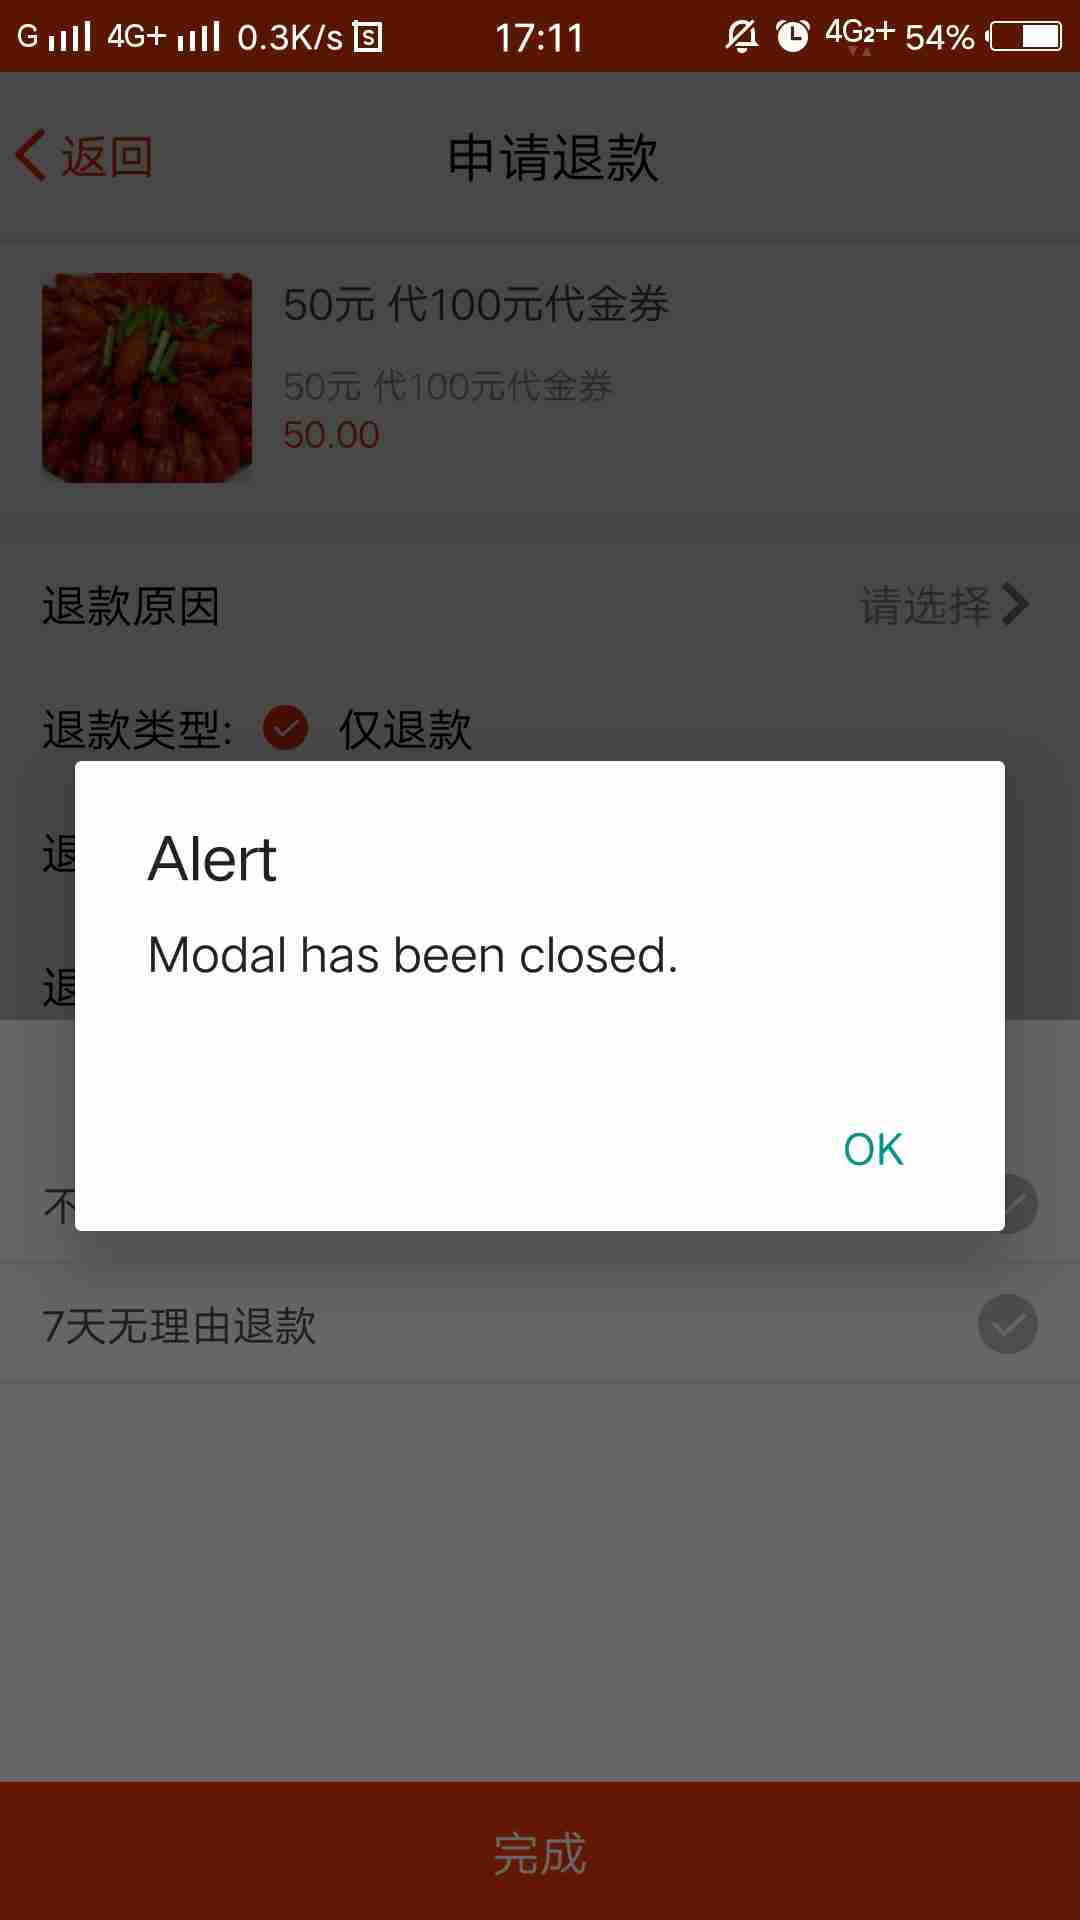 G 4G+ 0.3K/s 17:11 4G2+ 54%
返回 申请退款
50元 代100元代金券
50元 代100元代金券
50.00
退款原因 请选择
退款类型: 仅退款
退
Alert
Modal has been closed.
退
OK
不
7天无理由退款
完成